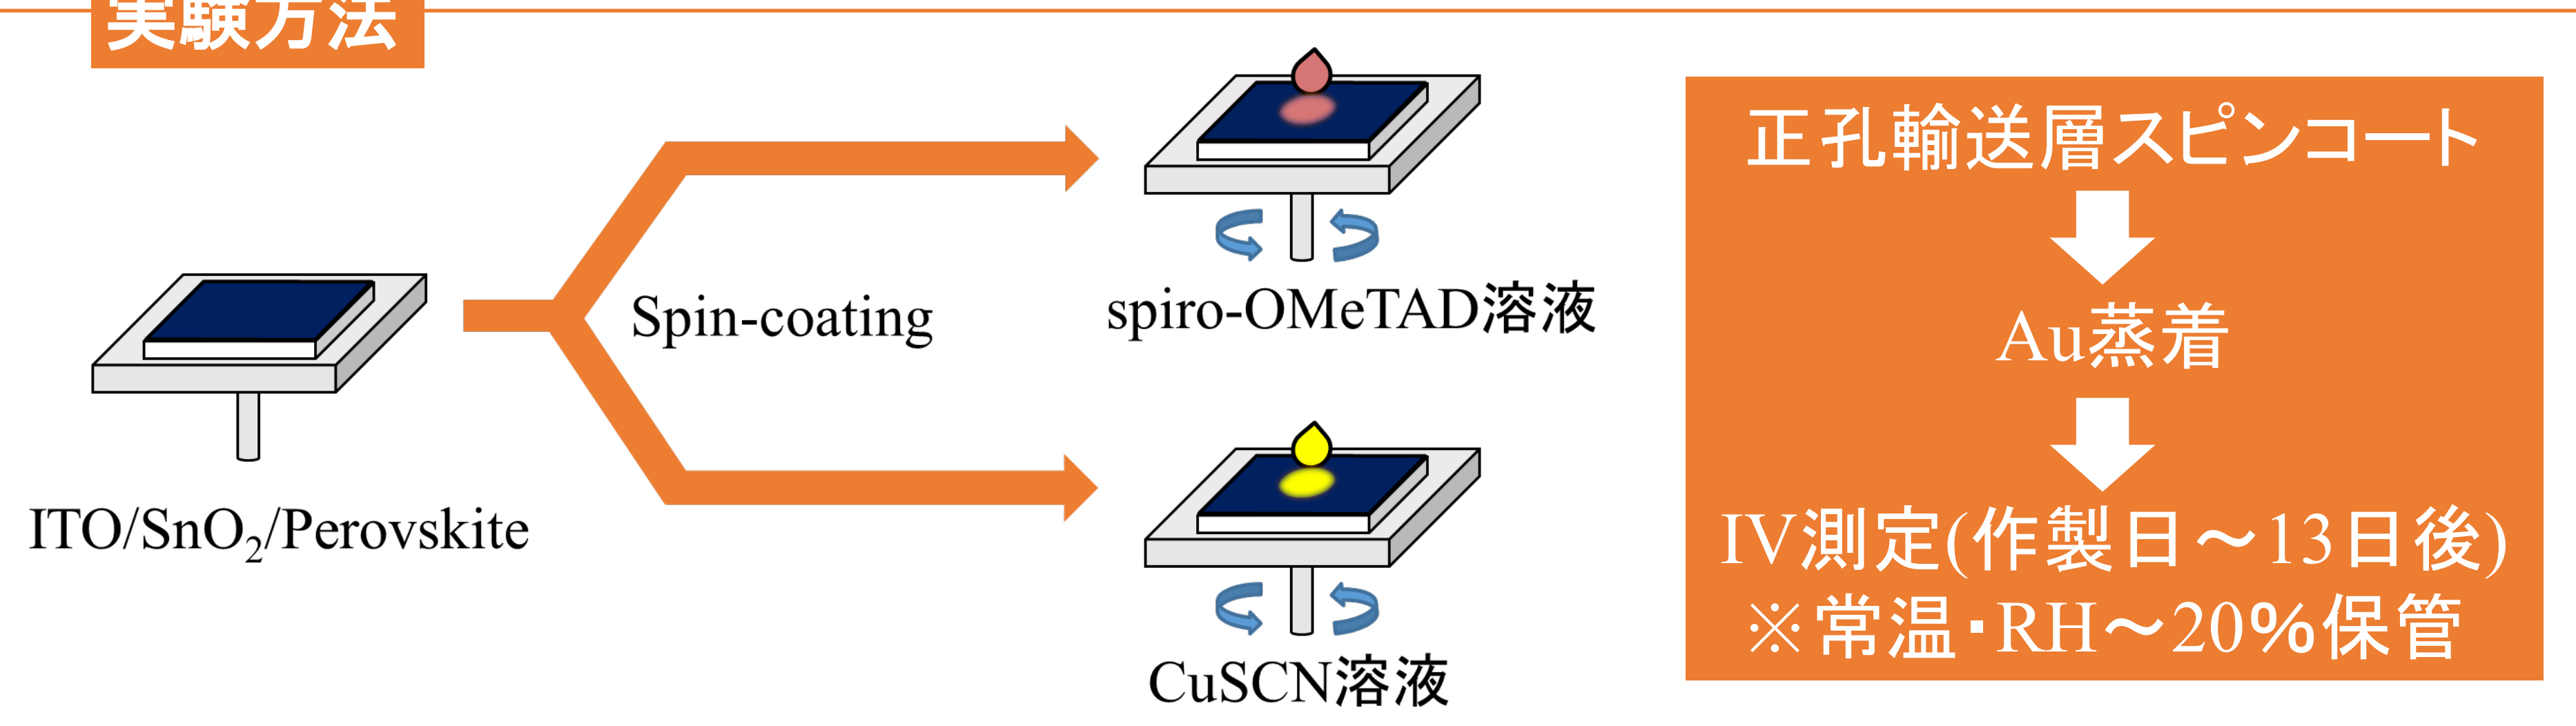 実験方法
ITO/SnO₂/Perovskite
Spin-coating
spiro-OMeTAD溶液
CuSCN溶液
正孔輸送層スピンコート
Au蒸着
IV測定(作製日～13日後)
※常温・RH～20%保管